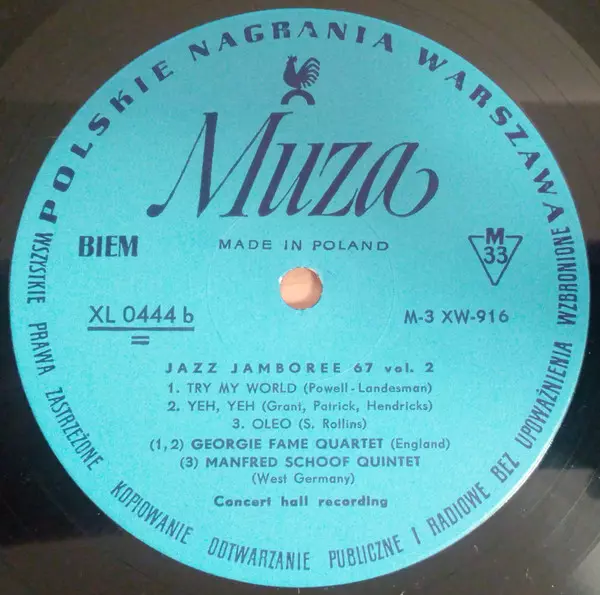 POLSKIE NAGRANIA WARSZAWA
Muza
MADE IN POLAND
BIEM
M
33
XL 0444 b
M-3 XW-916
JAZZ JAMBOREE 67 vol. 2
1. TRY MY WORLD (Powell-Landesman)
2. YEH, YEH (Grant, Patrick, Hendricks)
3. OLEO (S. Rollins)
(1,2) GEORGIE FAME QUARTET (England)
(3) MANFRED SCHOOF QUINTET
(West Germany)
Concert hall recording
WSZYSTKIE PRAWA ZASTRZEŻONE KOPIOWANIE ODTWARZANIE PUBLICZNE I RADIOWE BEZ UPOWAŻNIENIA WZBRONIONE